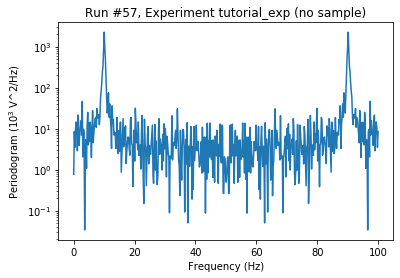 Run #57, Experiment tutorial_exp (no sample)
Periodogram (10³ V^2/Hz)
10³
10²
10¹
10⁰
10⁻¹
0 20 40 60 80 100
Frequency (Hz)